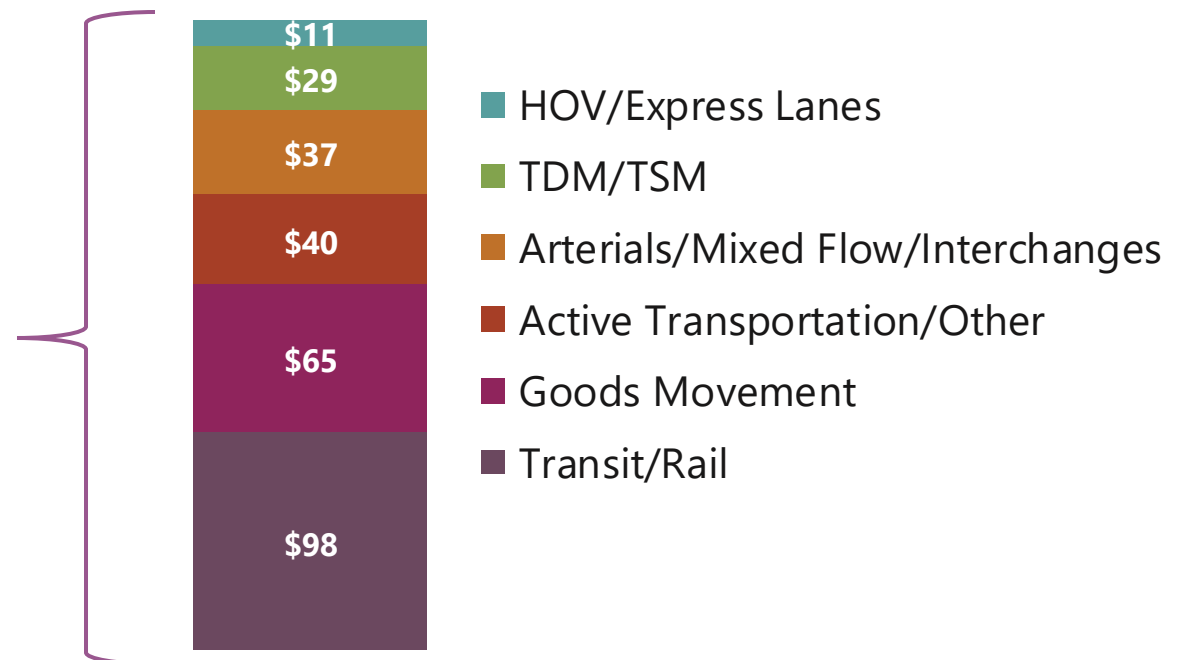 $11
$29
$37
$40
$65
$98
HOV/Express Lanes
TDM/TSM
Arterials/Mixed Flow/Interchanges
Active Transportation/Other
Goods Movement
Transit/Rail